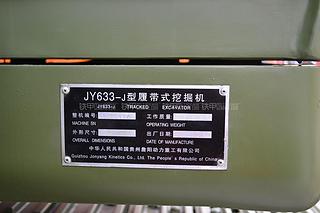 JY633-J型履带式挖掘机
JY633-J TRACKED EXCAVATOR
整机编号 工作质量
MACHINE SN OPERATING WEIGHT
外形尺寸 出厂日期
OVERALL DIMENSIONS DATE OF MANUFACTURE
中华人民共和国贵州詹阳动力重工有限公司
Guizhou Jonyang Kinetics Co., Ltd. The People's Republic of China